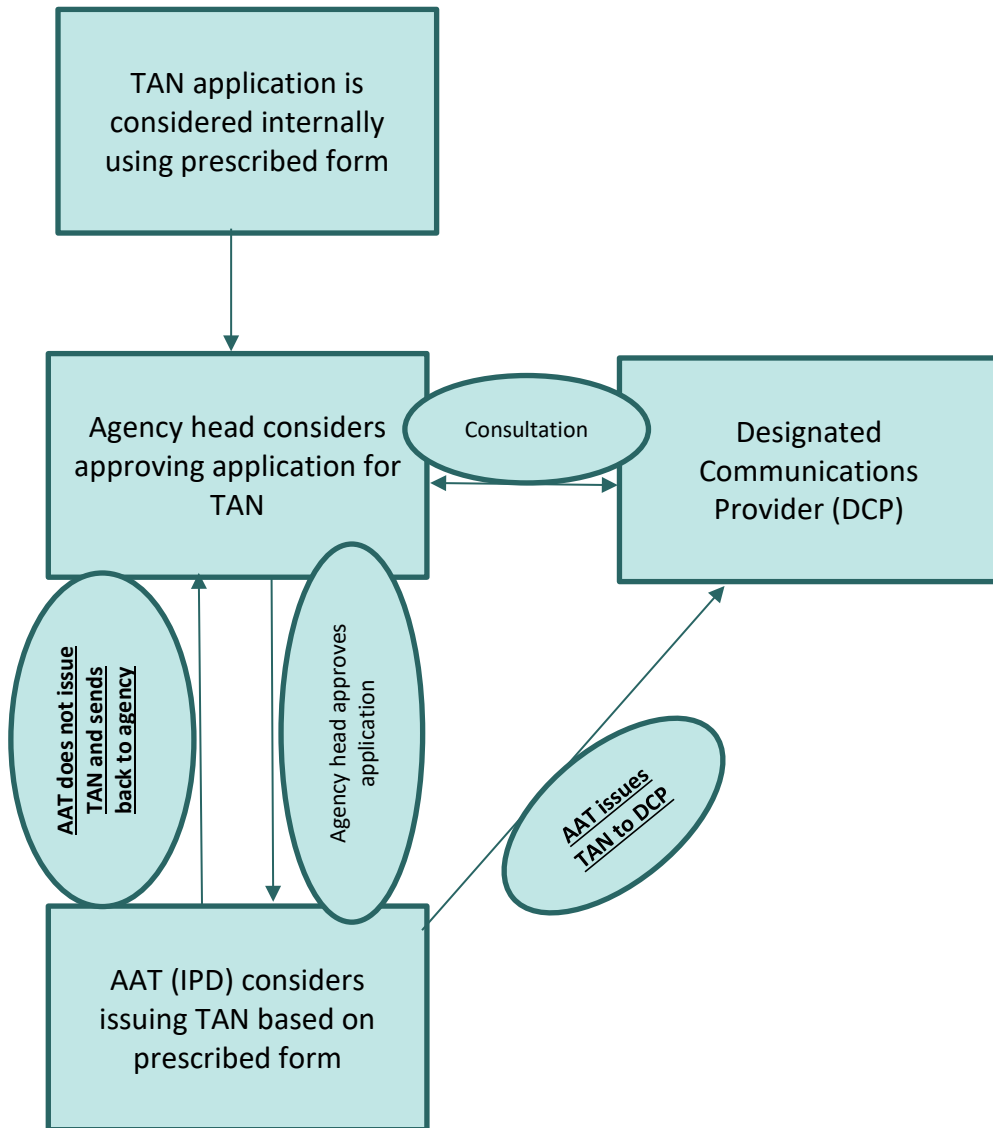 TAN application is
considered internally
using prescribed form
Agency head considers
approving application for
TAN
Consultation
Designated
Communications
Provider (DCP)
AAT does not issue
TAN and sends
back to agency
Agency head approves
application
AAT issues
TAN to DCP
AAT (IPD) considers
issuing TAN based on
prescribed form